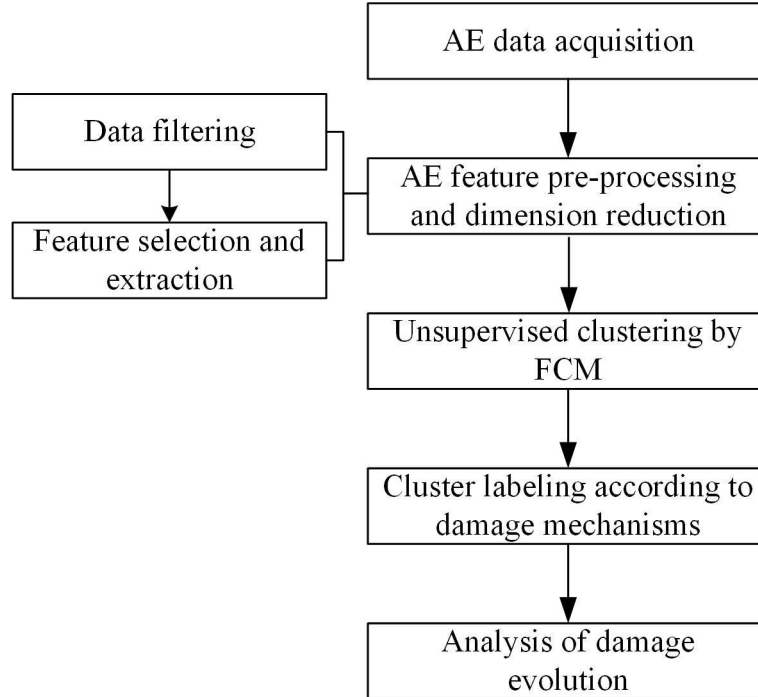 AE data acquisition
Data filtering
AE feature pre-processing
and dimension reduction
Feature selection and
extraction
Unsupervised clustering by
FCM
Cluster labeling according to
damage mechanisms
Analysis of damage
evolution